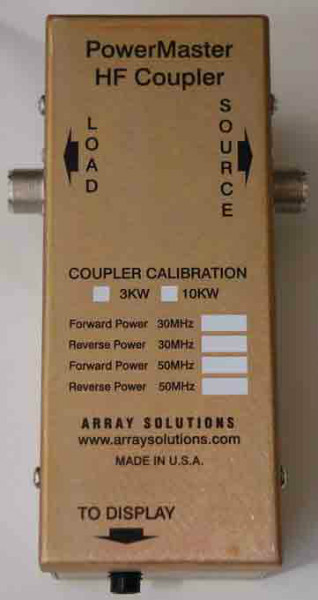 PowerMaster
HF Coupler
LOAD
SOURCE
COUPLER CALIBRATION
3KW 10KW
Forward Power 30MHz
Reverse Power 30MHz
Forward Power 50MHz
Reverse Power 50MHz
ARRAY SOLUTIONS
www.arraysolutions.com
MADE IN U.S.A.
TO DISPLAY